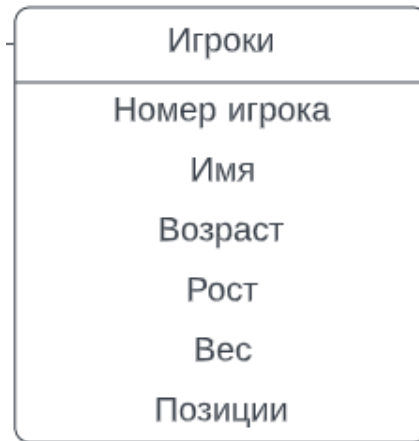 Игроки
Номер игрока
Имя
Возраст
Рост
Вес
Позиции